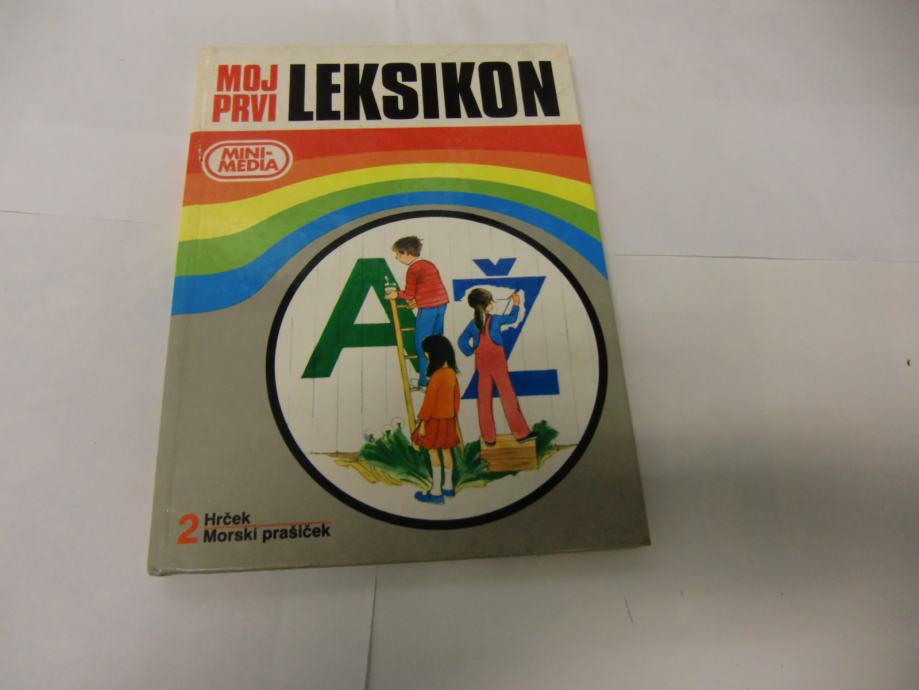 MOJ
PRVI
LEKSIKON
MINI-
MEDIA
A
Ž
2
Hrček
Morski prašiček